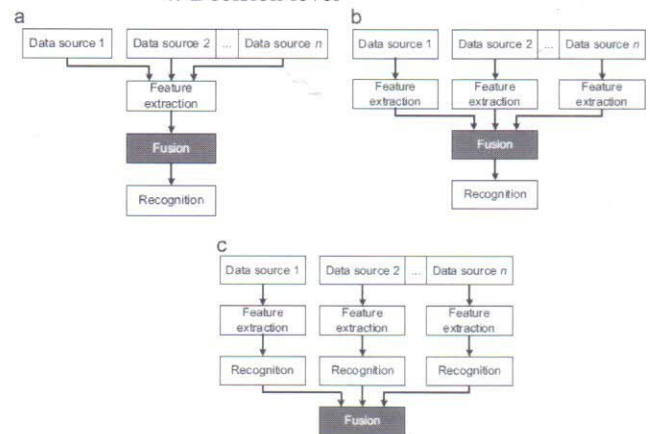 a
Data source 1 Data source 2 ... Data source n
Feature extraction
Fusion
Recognition
b
Data source 1 Data source 2 ... Data source n
Feature extraction Feature extraction Feature extraction
Fusion
Recognition
c
Data source 1 Data source 2 ... Data source n
Feature extraction Feature extraction Feature extraction
Recognition Recognition Recognition
Fusion